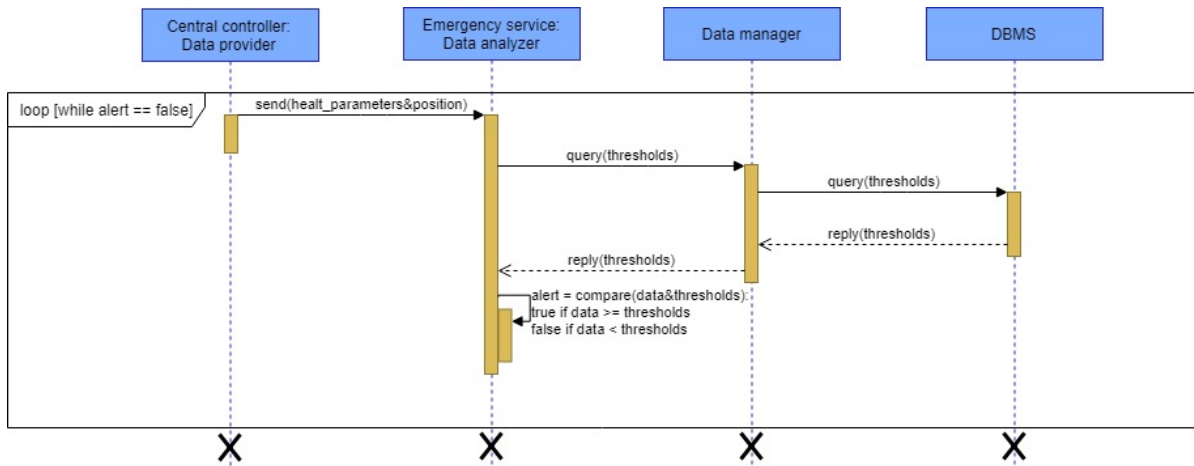 Central controller:
Data provider
Emergency service:
Data analyzer
Data manager
DBMS
loop [while alert == false]
send(healt_parameters&position)
query(thresholds)
query(thresholds)
reply(thresholds)
reply(thresholds)
alert = compare(data&thresholds):
true if data >= thresholds
false if data < thresholds